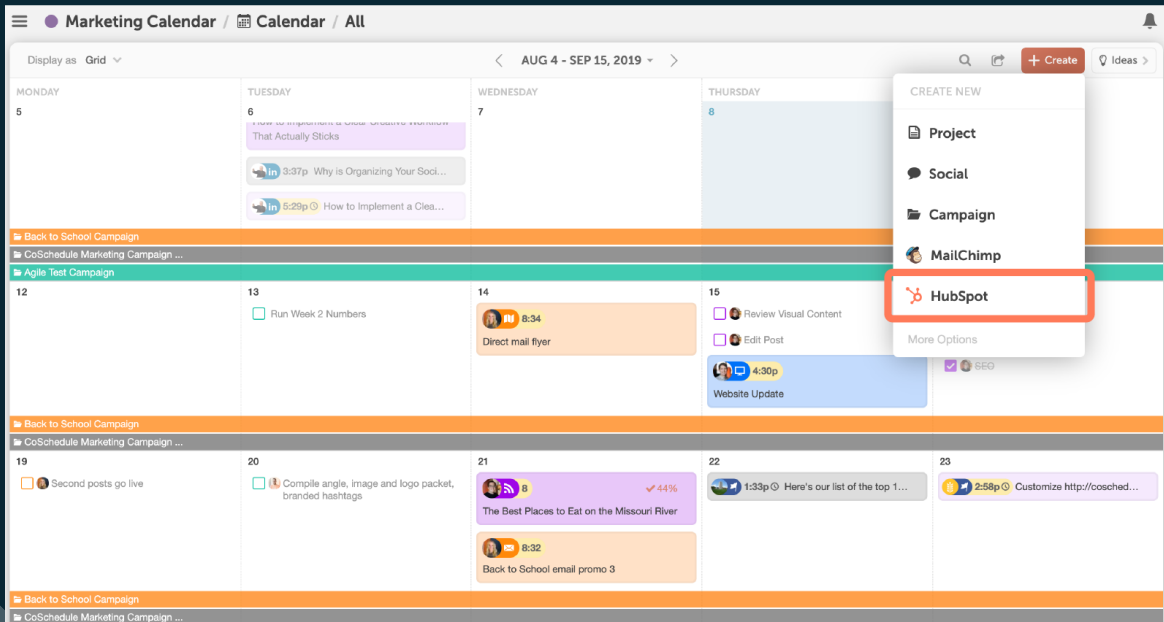 Marketing Calendar / Calendar / All
Display as Grid
AUG 4 - SEP 15, 2019
+ Create
Ideas
CREATE NEW
Project
Social
Campaign
MailChimp
HubSpot
More Options
MONDAY
TUESDAY
WEDNESDAY
THURSDAY
5
6
7
8
How to Implement a Clear Creative Workflow
That Actually Sticks
in 3:37p Why is Organizing Your Soci...
in 5:29p How to Implement a Clea...
Back to School Campaign
CoSchedule Marketing Campaign ...
Agile Test Campaign
12
13
14
15
Run Week 2 Numbers
8:34
Direct mail flyer
Review Visual Content
Edit Post
4:30p
Website Update
SEO
Back to School Campaign
CoSchedule Marketing Campaign ...
19
20
21
22
23
Second posts go live
Compile angle, image and logo packet,
branded hashtags
8 44%
The Best Places to Eat on the Missouri River
8:32
Back to School email promo 3
1:33p Here's our list of the top 1...
2:58p Customize http://cosched...
Back to School Campaign
CoSchedule Marketing Campaign ...